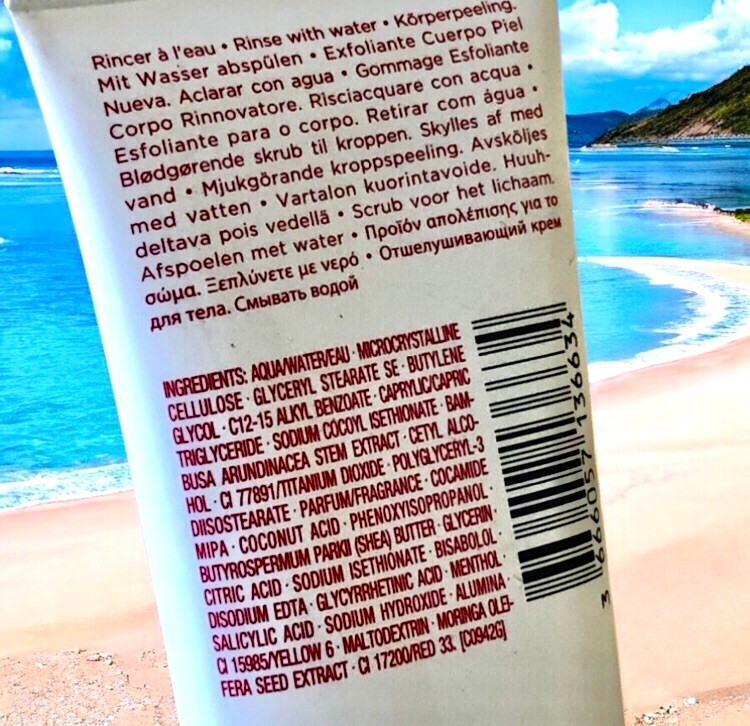 Rincer à l'eau • Rinse with water • Körperpeeling.
Mit Wasser abspülen • Exfoliante Cuerpo Piel
Nueva. Aclarar con agua • Gommage Esfoliante
Corpo Rinnovatore. Risciacquare con acqua •
Esfoliante para o corpo. Retirar com água •
Blødgørende skrub til kroppen. Skylles af med
vand • Mjukgörande kroppspeeling. Avsköljes
med vatten • Vartalon kuorintavoide. Huuh-
deltava pois vedellä • Scrub voor het lichaam.
Afspoelen met water • Προϊόν απολέπισης για το
σώμα. Ξεπλύνετε με νερό • Отшелушивающий крем
для тела. Смывать водой
INGREDIENTS: AQUA/WATER/EAU · MICROCRYSTALLINE
CELLULOSE · GLYCERYL STEARATE SE · BUTYLENE
GLYCOL · C12-15 ALKYL BENZOATE · CAPRYLIC/CAPRIC
TRIGLYCERIDE · SODIUM COCOYL ISETHIONATE · BAM-
BUSA ARUNDINACEA STEM EXTRACT · CETYL ALCO-
HOL · CI 77891/TITANIUM DIOXIDE · POLYGLYCERYL-3
DIISOSTEARATE · PARFUM/FRAGRANCE · COCAMIDE
MIPA · COCONUT ACID · PHENOXYISOPROPANOL ·
BUTYROSPERMUM PARKII (SHEA) BUTTER · GLYCERIN ·
CITRIC ACID · SODIUM ISETHIONATE · BISABOLOL ·
DISODIUM EDTA · GLYCYRRHETINIC ACID · MENTHOL ·
SALICYLIC ACID · SODIUM HYDROXIDE · ALUMINA ·
CI 15985/YELLOW 6 · MALTODEXTRIN · MORINGA OLEI-
FERA SEED EXTRACT · CI 17200/RED 33. [C0942G]
3 666057 136634